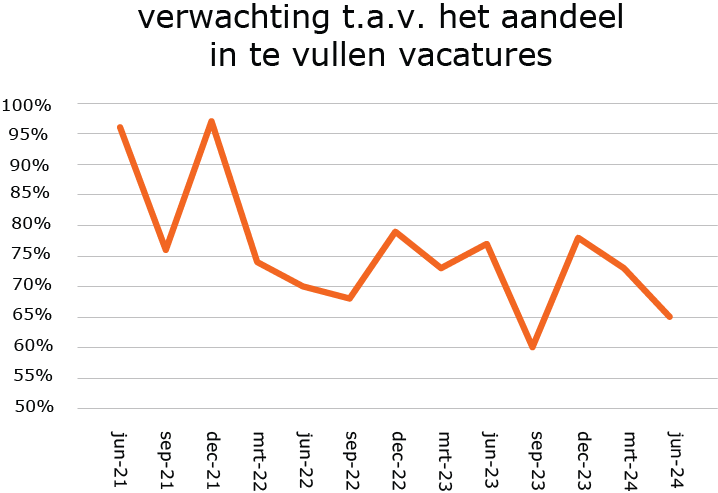 verwachting t.a.v. het aandeel
in te vullen vacatures
100%
95%
90%
85%
80%
75%
70%
65%
60%
55%
50%
jun-21
sep-21
dec-21
mrt-22
jun-22
sep-22
dec-22
mrt-23
jun-23
sep-23
dec-23
mrt-24
jun-24